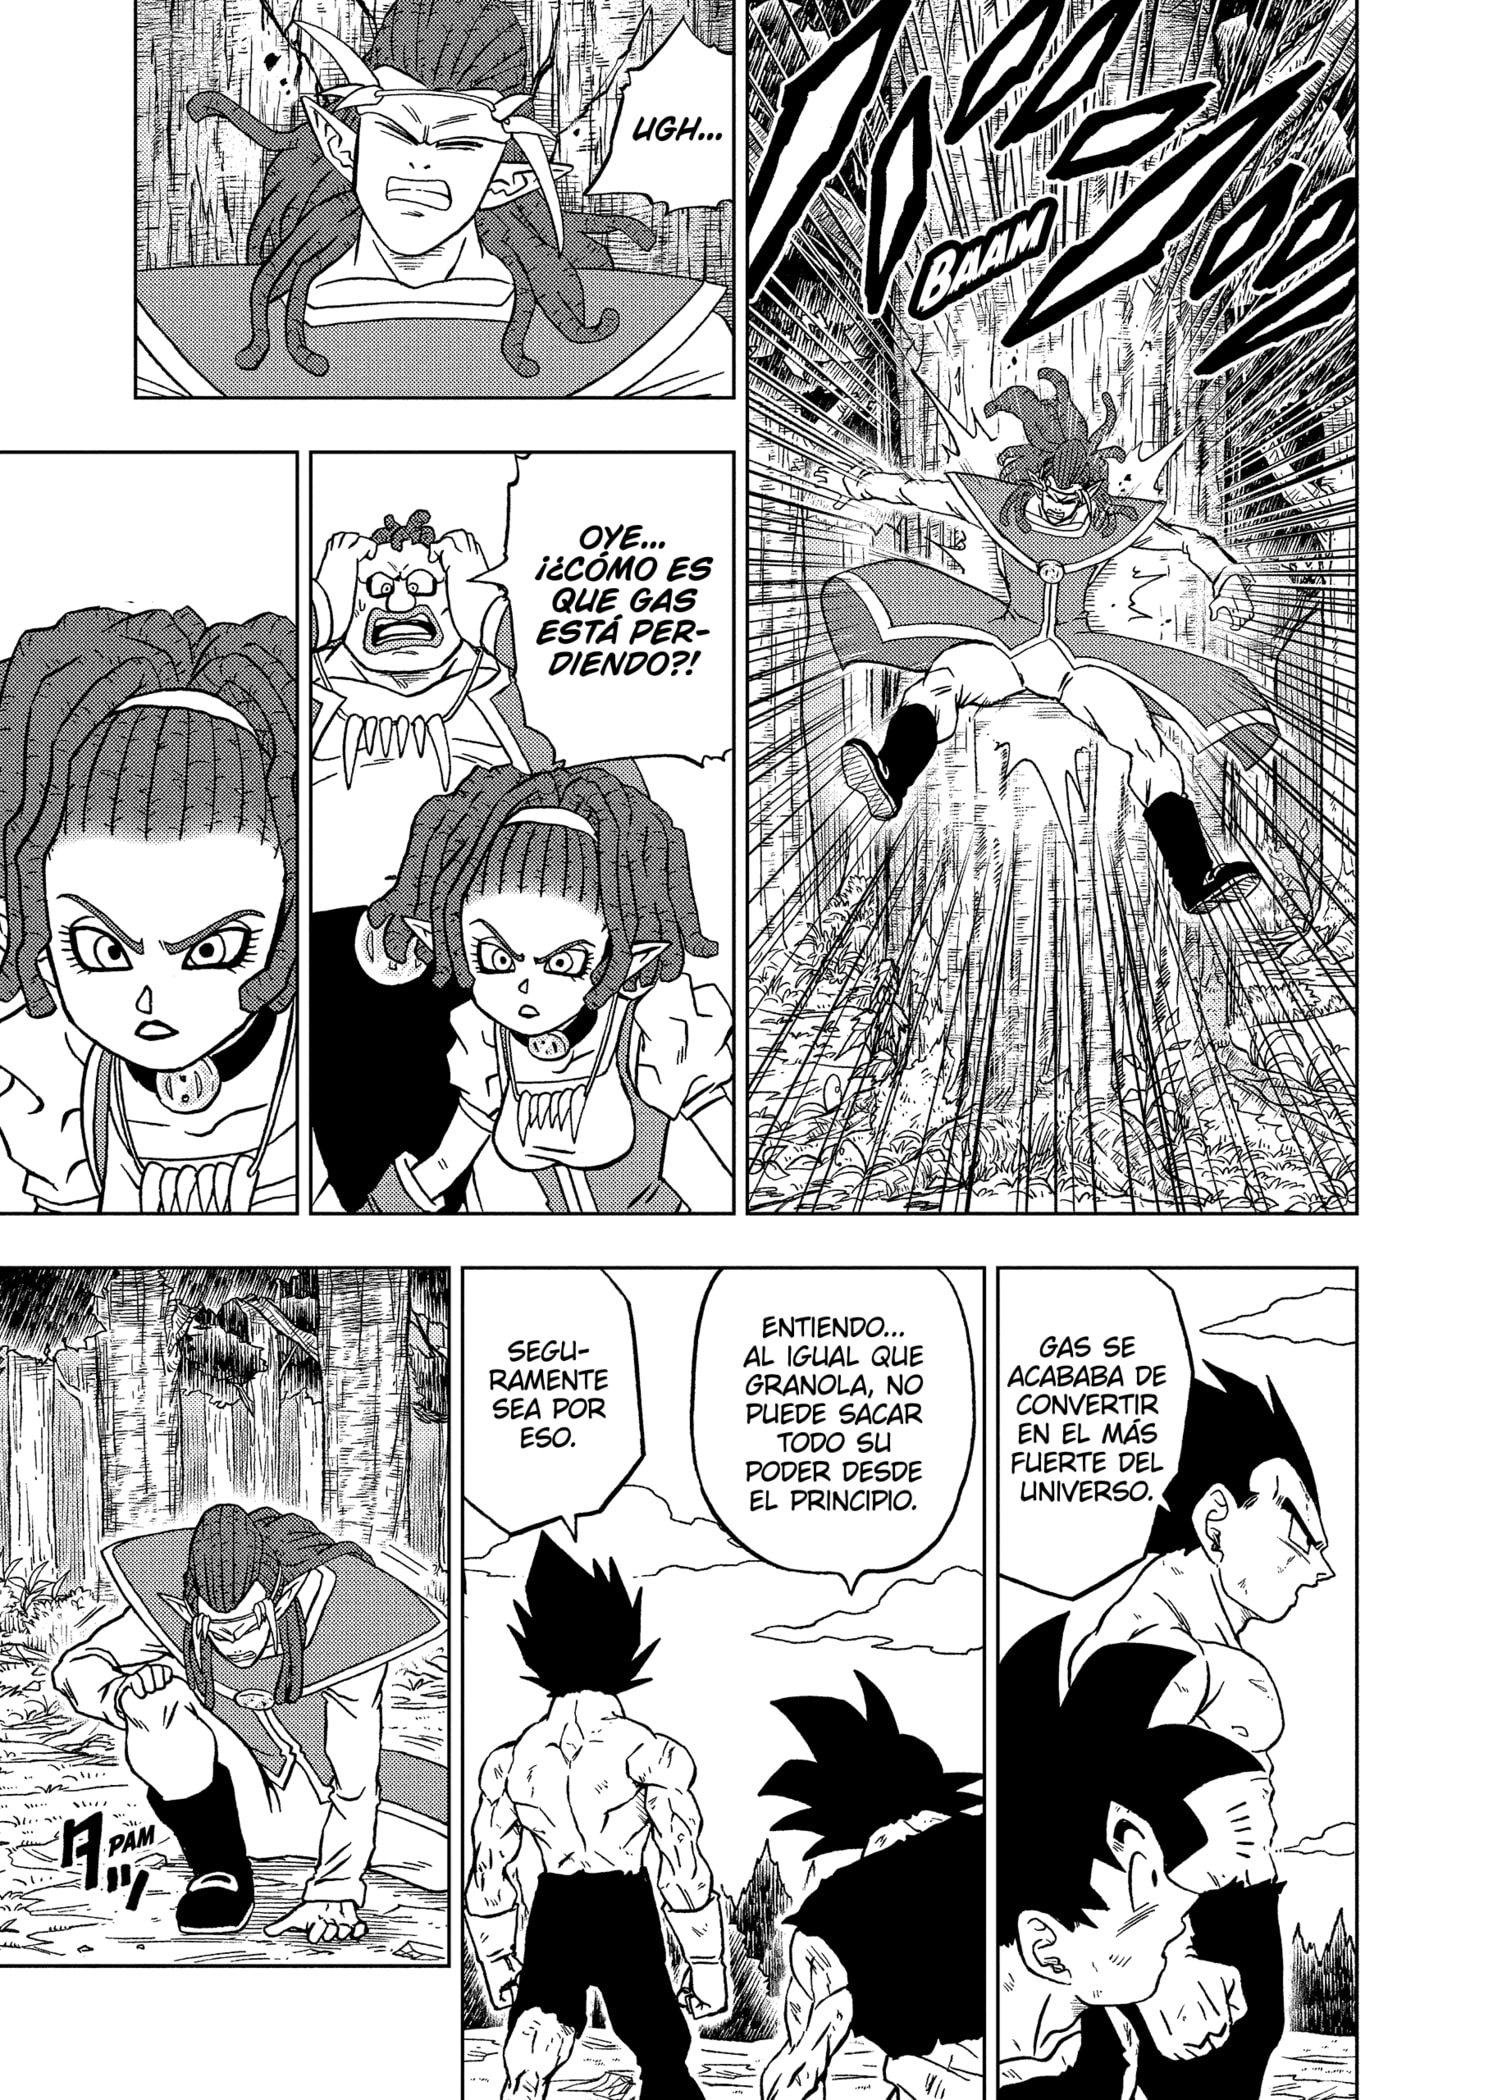 BAAM
UGH...
OYE...
¡¿CÓMO ES
QUE GAS
ESTÁ PER-
DIENDO?!
GAS SE
ACABABA DE
CONVERTIR
EN EL MÁS
FUERTE DEL
UNIVERSO.
ENTIENDO...
AL IGUAL QUE
GRANOLA, NO
PUEDE SACAR
TODO SU
PODER DESDE
EL PRINCIPIO.
SEGU-
RAMENTE
SEA POR
ESO.
PAM